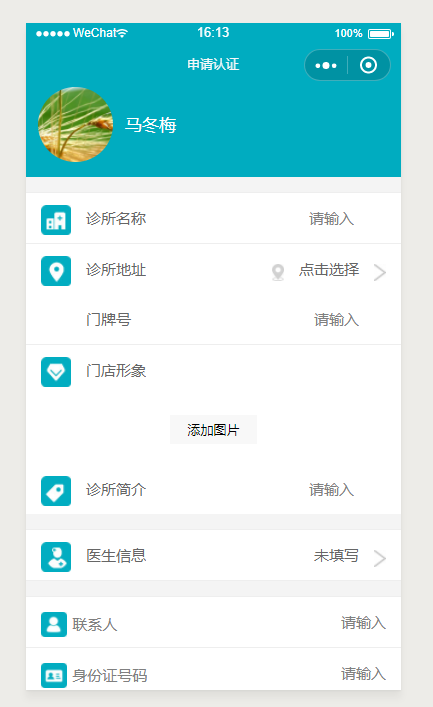 WeChat 16:13 100%
申请认证
马冬梅
诊所名称 请输入
诊所地址 点击选择
门牌号 请输入
门店形象
添加图片
诊所简介 请输入
医生信息 未填写
联系人 请输入
身份证号码 请输入